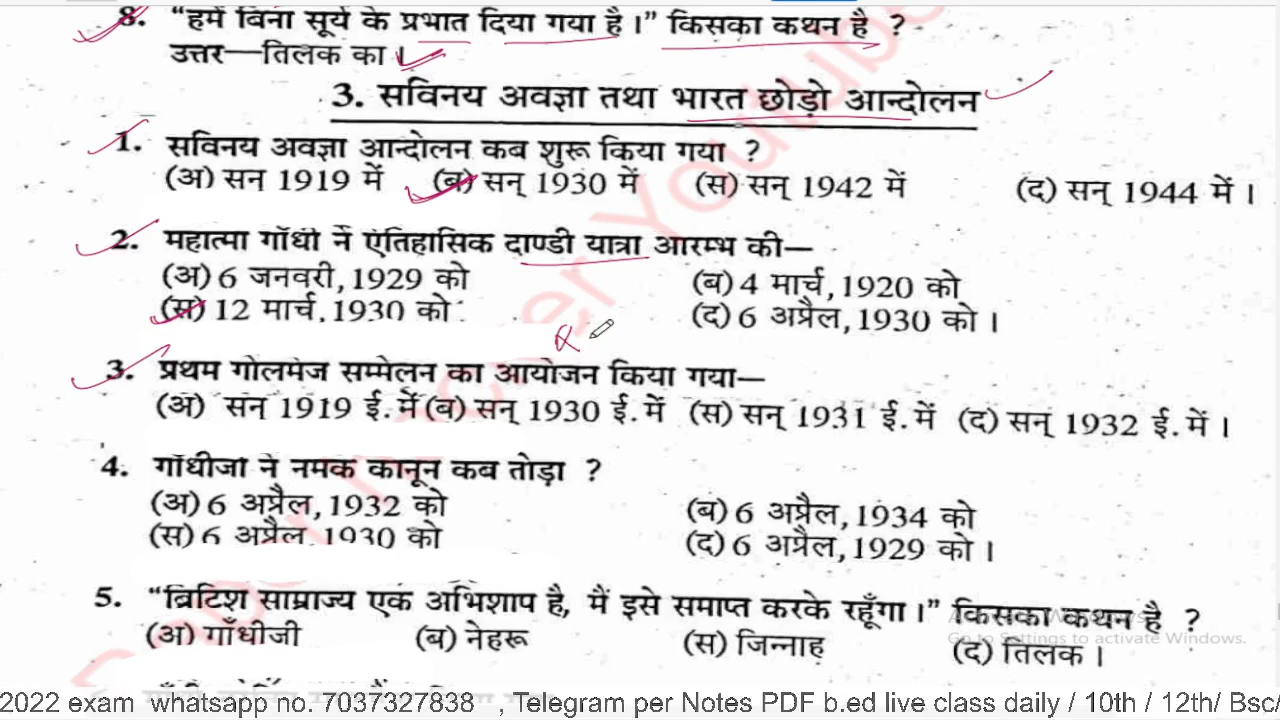 8. “हमें बिना सूर्य के प्रभात दिया गया है।” किसका कथन है ?
उत्तर—तिलक का।
3. सविनय अवज्ञा तथा भारत छोड़ो आन्दोलन
1. सविनय अवज्ञा आन्दोलन कब शुरू किया गया ?
(अ) सन 1919 में (ब) सन् 1930 में (स) सन् 1942 में (द) सन् 1944 में।
2. महात्मा गाँधी ने ऐतिहासिक दाण्डी यात्रा आरम्भ की—
(अ) 6 जनवरी, 1929 को (ब) 4 मार्च, 1920 को
(स) 12 मार्च, 1930 को (द) 6 अप्रैल, 1930 को।
3. प्रथम गोलमेज सम्मेलन का आयोजन किया गया—
(अ) सन 1919 ई. में (ब) सन् 1930 ई. में (स) सन् 1931 ई. में (द) सन् 1932 ई. में।
4. गाँधीजी ने नमक कानून कब तोड़ा ?
(अ) 6 अप्रैल, 1932 को (ब) 6 अप्रैल, 1934 को
(स) 6 अप्रैल, 1930 को (द) 6 अप्रैल, 1929 को।
5. “ब्रिटिश साम्राज्य एक अभिशाप है, मैं इसे समाप्त करके रहूँगा।” किसका कथन है ?
(अ) गाँधीजी (ब) नेहरू (स) जिन्नाह (द) तिलक।
Activate Windows
Go to Settings to activate Windows.
2022 exam whatsapp no. 7037327838 , Telegram per Notes PDF b.ed live class daily / 10th / 12th/ Bsc/